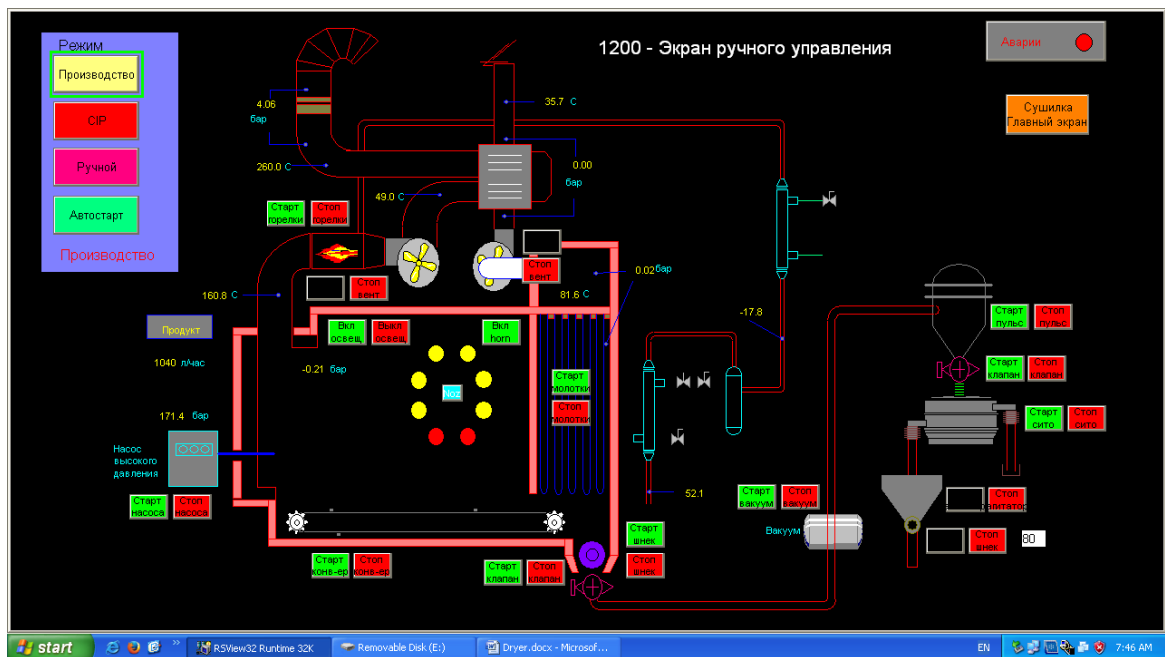 1200 - Экран ручного управления
Аварии
Режим
Производство
CIP
Ручной
Автостарт
Производство
Сушилка
Главный экран
4.06
бар
35.7 C
260.0 C
0.00
бар
49.0 C
Старт
горелки
Стоп
горелки
Стоп
вент
Стоп
вент
0.02 бар
81.6 C
160.8 C
-17.8
Продукт
1040 л/час
Вкл
освещ
Выкл
освещ
Вкл
horn
-0.21 бар
Noz
Старт
молотки
Стоп
молотки
171.4 бар
Насос
высокого
давления
Старт
насоса
Стоп
насоса
Старт
конв-ер
Стоп
конв-ер
Старт
клапан
Стоп
клапан
Старт
шнек
Стоп
шнек
52.1
Старт
вакуум
Стоп
вакуум
Вакуум
Старт
пульс
Стоп
пульс
Старт
клапан
Стоп
клапан
Старт
сито
Стоп
сито
Стоп
Стоп
шнек
80
start
RSView32 Runtime 32K
Removable Disk (E:)
Dryer.docx - Microsof...
EN
7:46 AM